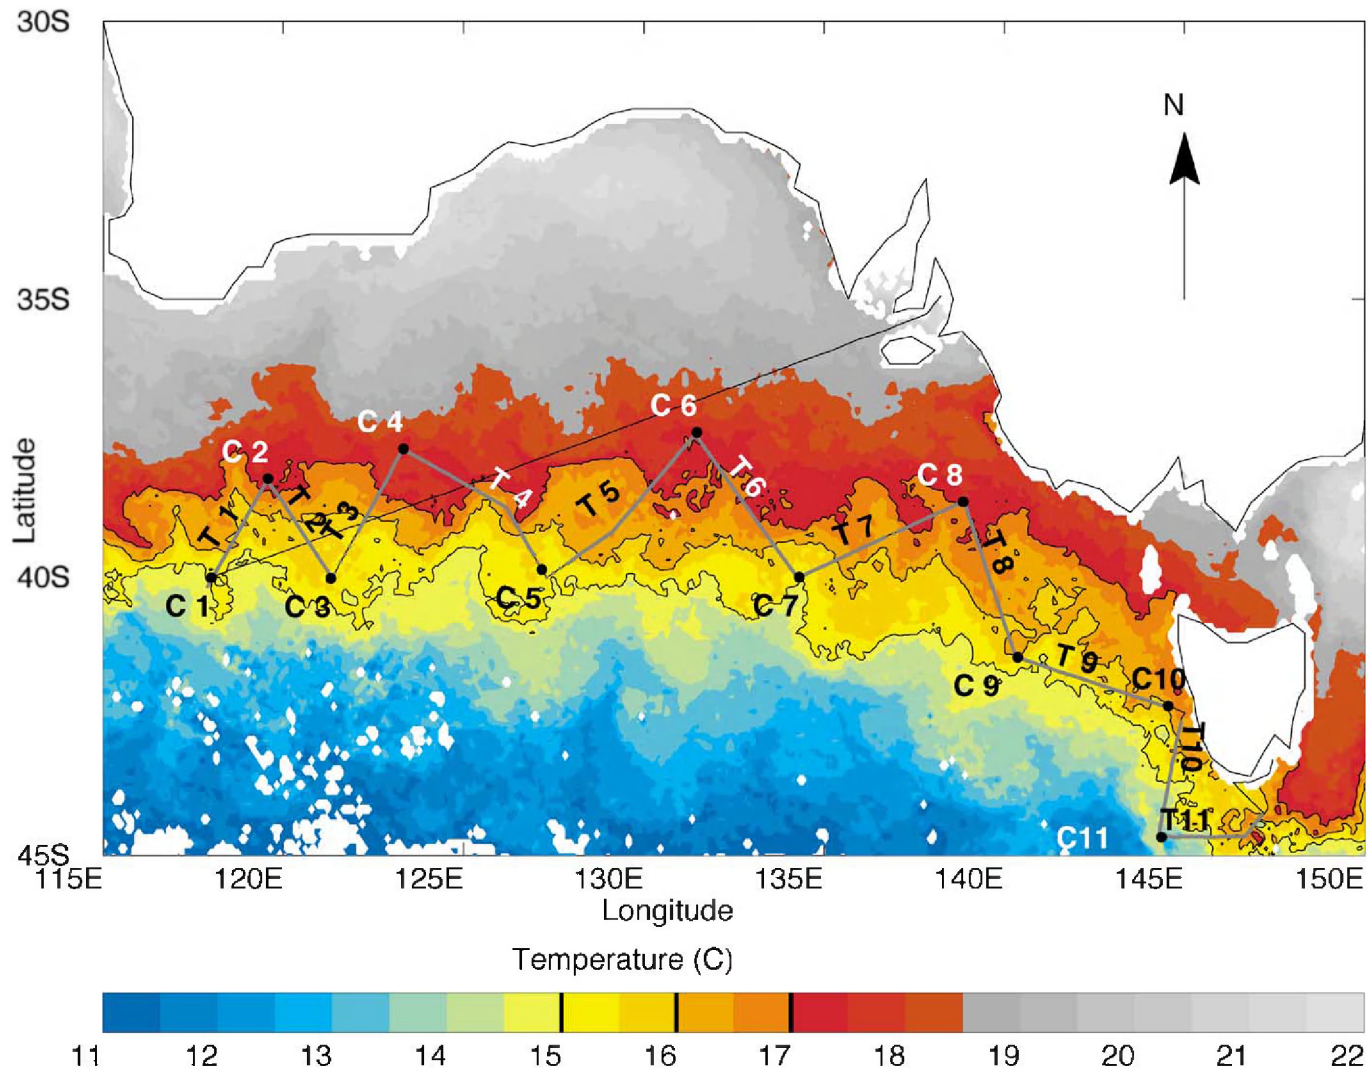 30S
N
35S
C 6
C 4
C 2
T 6
C 8
T 4
T 5
T 2
T 3
T 1
T 7
T 8
40S
C 1
C 3
C 5
C 7
T 9
C 9
C10
T10
T11
C11
45S
Latitude
115E 120E 125E 130E 135E 140E 145E 150E
Longitude
Temperature (C)
11 12 13 14 15 16 17 18 19 20 21 22